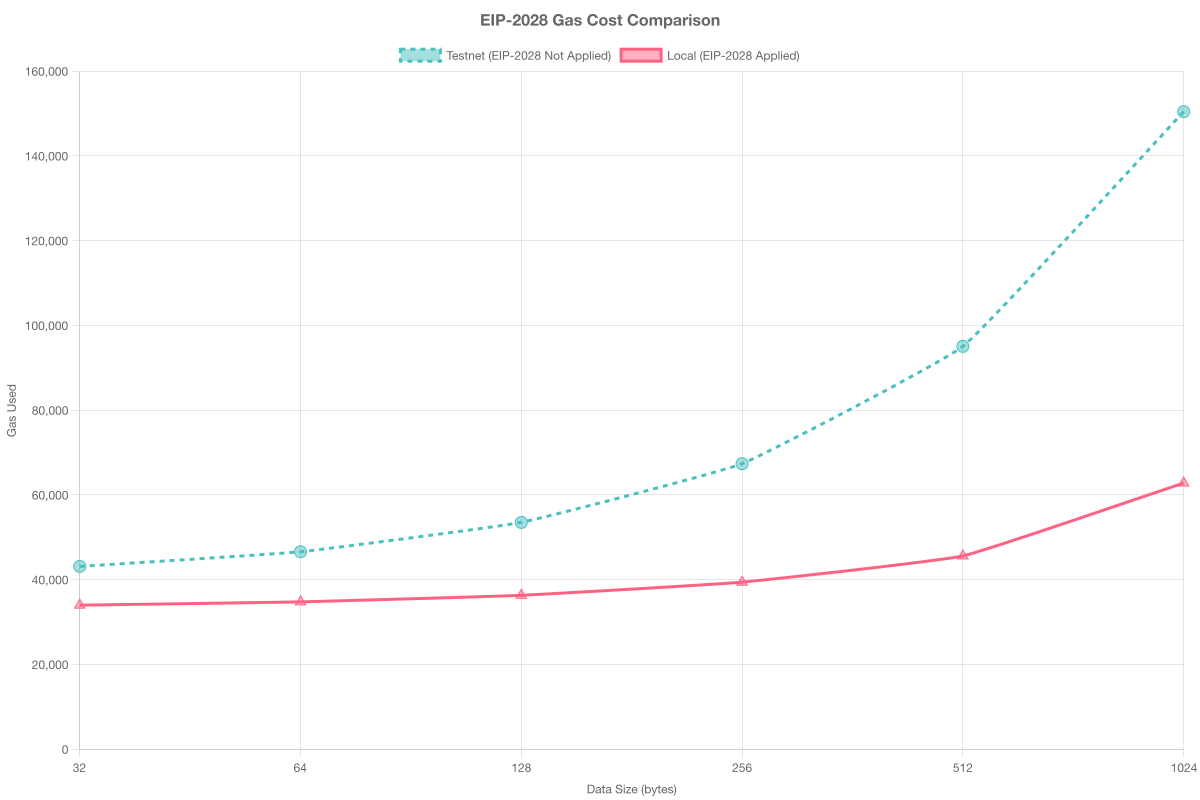 EIP-2028 Gas Cost Comparison
Testnet (EIP-2028 Not Applied) Local (EIP-2028 Applied)
160,000
140,000
120,000
100,000
80,000
60,000
40,000
20,000
0
Gas Used
32 64 128 256 512 1024
Data Size (bytes)